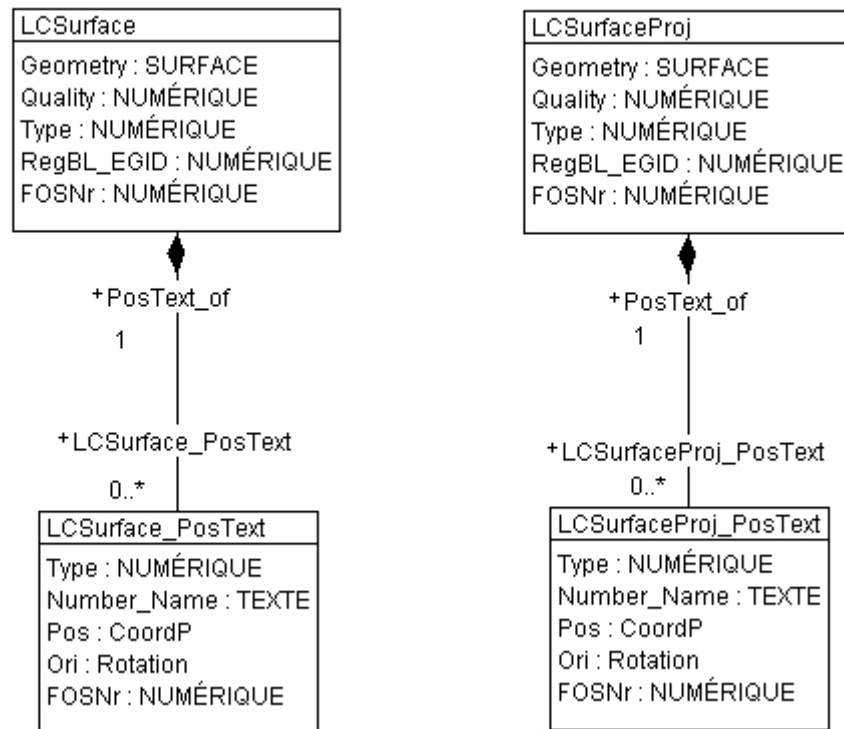 LCSurface
Geometry : SURFACE
Quality : NUMÉRIQUE
Type : NUMÉRIQUE
RegBL_EGID : NUMÉRIQUE
FOSNr : NUMÉRIQUE
+PosText_of
1
+LCSurface_PosText
0..*
LCSurface_PosText
Type : NUMÉRIQUE
Number_Name : TEXTE
Pos : CoordP
Ori : Rotation
FOSNr : NUMÉRIQUE
LCSurfaceProj
Geometry : SURFACE
Quality : NUMÉRIQUE
Type : NUMÉRIQUE
RegBL_EGID : NUMÉRIQUE
FOSNr : NUMÉRIQUE
+PosText_of
1
+LCSurfaceProj_PosText
0..*
LCSurfaceProj_PosText
Type : NUMÉRIQUE
Number_Name : TEXTE
Pos : CoordP
Ori : Rotation
FOSNr : NUMÉRIQUE